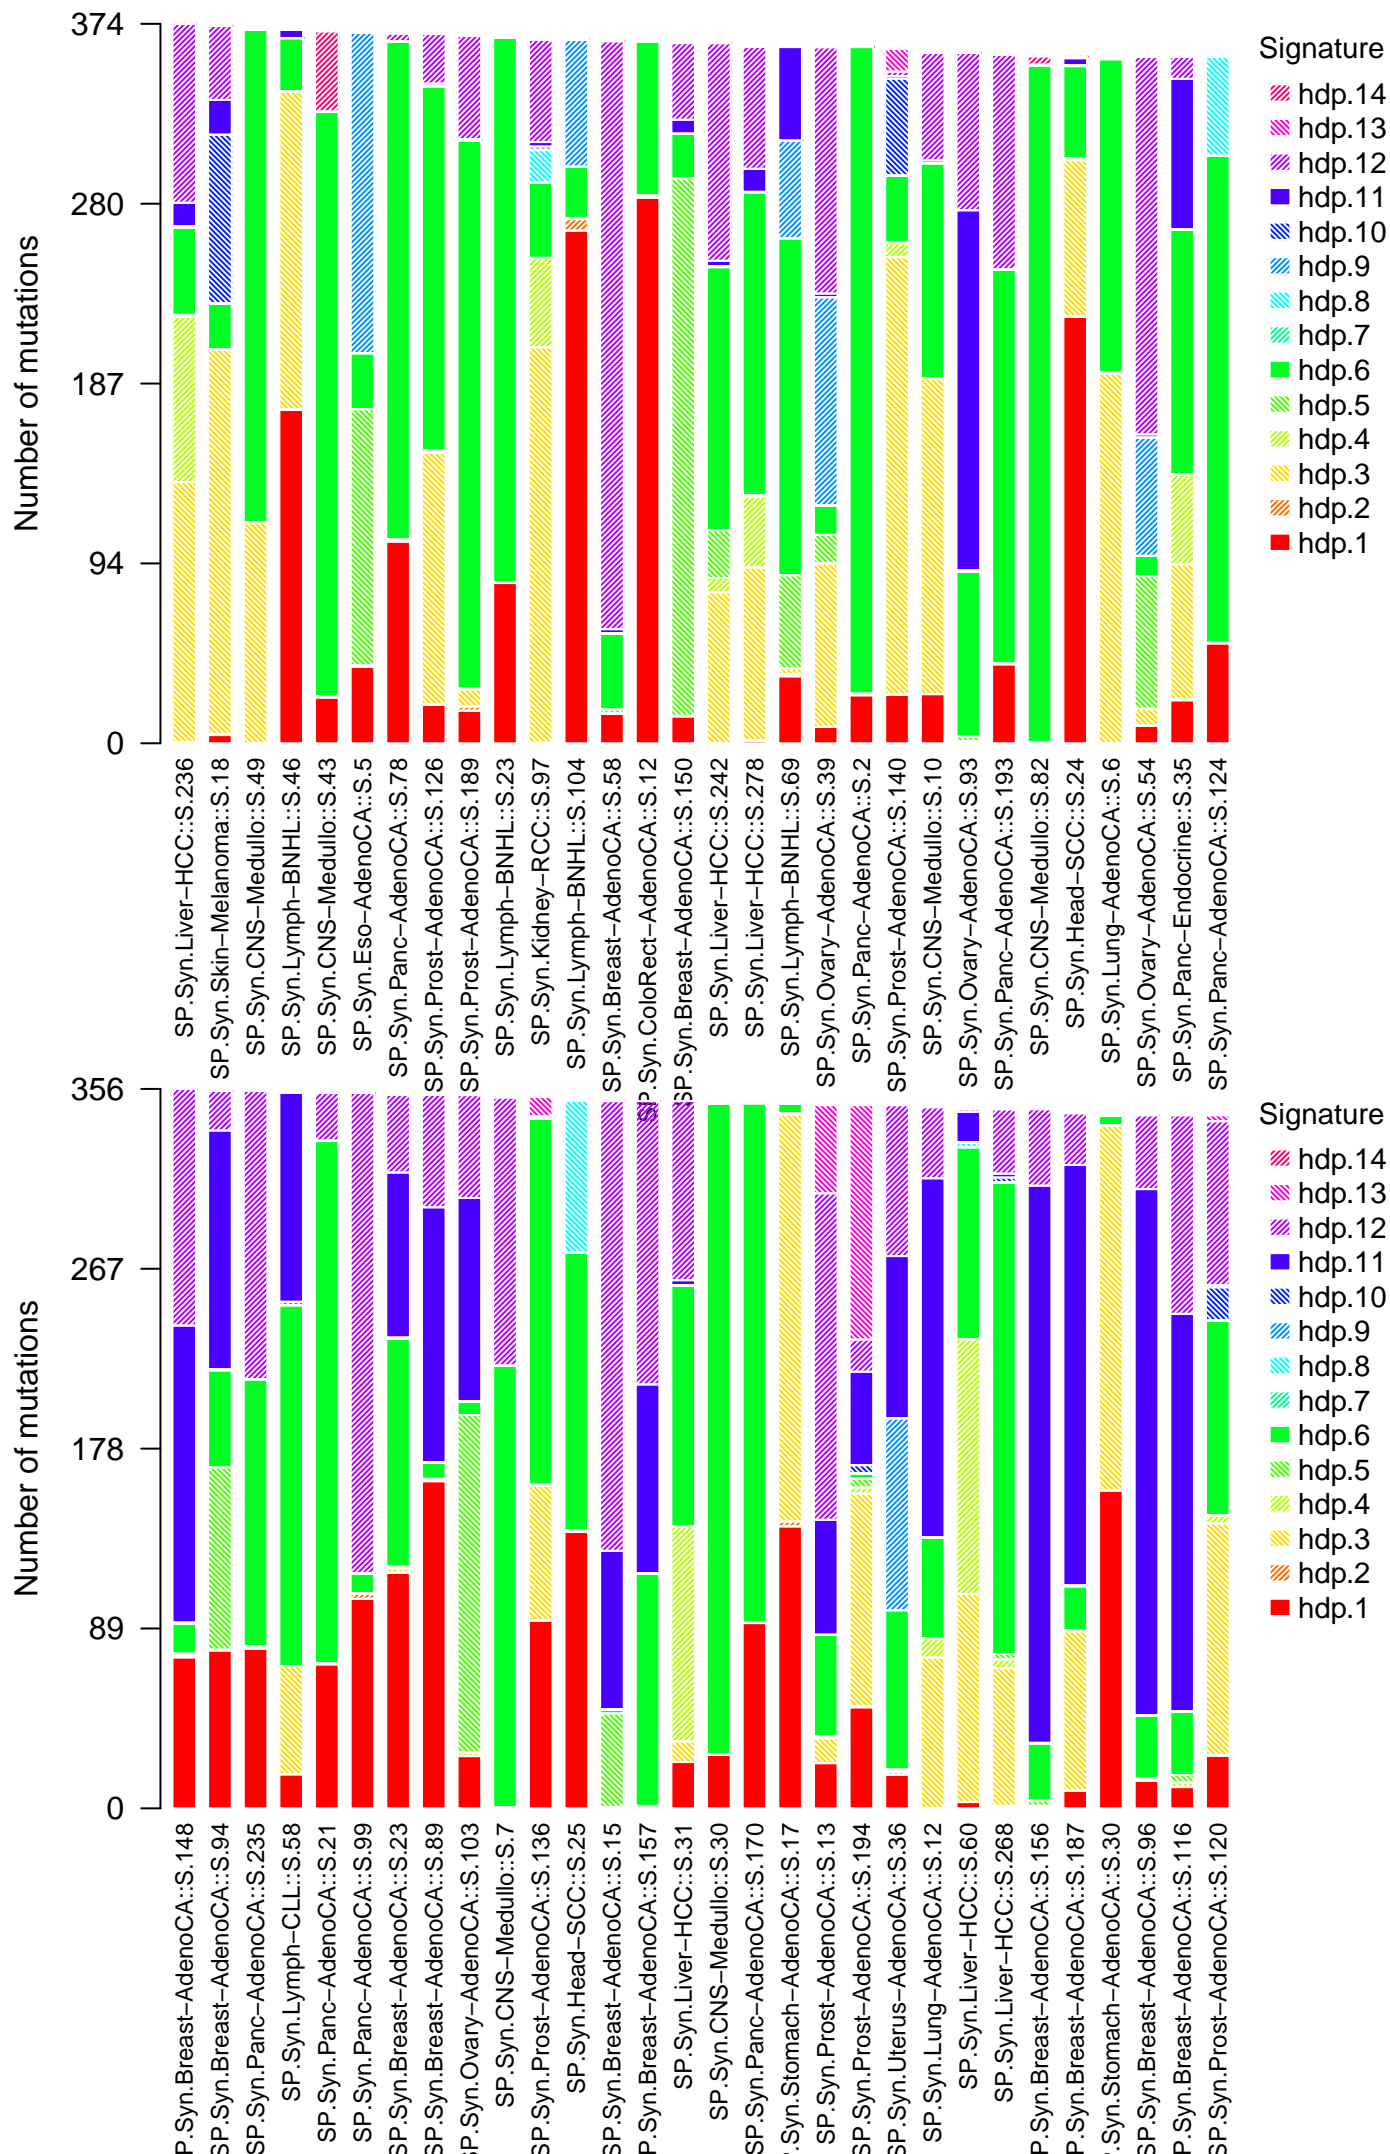 374
280
187
94
0
Number of mutations
Signature
hdp.14
hdp.13
hdp.12
hdp.11
hdp.10
hdp.9
hdp.8
hdp.7
hdp.6
hdp.5
hdp.4
hdp.3
hdp.2
hdp.1
SP.Syn.Liver−HCC::S.236
SP.Syn.Skin−Melanoma::S.18
SP.Syn.CNS−Medullo::S.49
SP.Syn.Lymph−BNHL::S.46
SP.Syn.CNS−Medullo::S.43
SP.Syn.Eso−AdenoCA::S.5
SP.Syn.Panc−AdenoCA::S.78
SP.Syn.Prost−AdenoCA::S.126
SP.Syn.Prost−AdenoCA::S.189
SP.Syn.Lymph−BNHL::S.23
SP.Syn.Kidney−RCC::S.97
SP.Syn.Lymph−BNHL::S.104
SP.Syn.Breast−AdenoCA::S.58
SP.Syn.ColoRect−AdenoCA::S.12
SP.Syn.Breast−AdenoCA::S.150
SP.Syn.Liver−HCC::S.242
SP.Syn.Liver−HCC::S.278
SP.Syn.Lymph−BNHL::S.69
SP.Syn.Ovary−AdenoCA::S.39
SP.Syn.Panc−AdenoCA::S.2
SP.Syn.Prost−AdenoCA::S.140
SP.Syn.CNS−Medullo::S.10
SP.Syn.Ovary−AdenoCA::S.93
SP.Syn.Panc−AdenoCA::S.193
SP.Syn.CNS−Medullo::S.82
SP.Syn.Head−SCC::S.24
SP.Syn.Lung−AdenoCA::S.6
SP.Syn.Ovary−AdenoCA::S.54
SP.Syn.Panc−Endocrine::S.35
SP.Syn.Panc−AdenoCA::S.124
356
267
178
89
0
Number of mutations
Signature
hdp.14
hdp.13
hdp.12
hdp.11
hdp.10
hdp.9
hdp.8
hdp.7
hdp.6
hdp.5
hdp.4
hdp.3
hdp.2
hdp.1
SP.Syn.Breast−AdenoCA::S.148
SP.Syn.Breast−AdenoCA::S.94
SP.Syn.Panc−AdenoCA::S.235
SP.Syn.Lymph−CLL::S.58
SP.Syn.Panc−AdenoCA::S.21
SP.Syn.Panc−AdenoCA::S.99
SP.Syn.Breast−AdenoCA::S.23
SP.Syn.Breast−AdenoCA::S.89
SP.Syn.Ovary−AdenoCA::S.103
SP.Syn.CNS−Medullo::S.7
SP.Syn.Prost−AdenoCA::S.136
SP.Syn.Head−SCC::S.25
SP.Syn.Breast−AdenoCA::S.15
SP.Syn.Breast−AdenoCA::S.157
SP.Syn.Liver−HCC::S.31
SP.Syn.CNS−Medullo::S.30
SP.Syn.Panc−AdenoCA::S.170
P.Syn.Stomach−AdenoCA::S.17
SP.Syn.Prost−AdenoCA::S.13
SP.Syn.Prost−AdenoCA::S.194
SP.Syn.Uterus−AdenoCA::S.36
SP.Syn.Lung−AdenoCA::S.12
SP.Syn.Liver−HCC::S.60
SP.Syn.Liver−HCC::S.268
SP.Syn.Breast−AdenoCA::S.156
SP.Syn.Breast−AdenoCA::S.187
SP.Syn.Stomach−AdenoCA::S.30
SP.Syn.Breast−AdenoCA::S.96
SP.Syn.Breast−AdenoCA::S.116
SP.Syn.Prost−AdenoCA::S.120